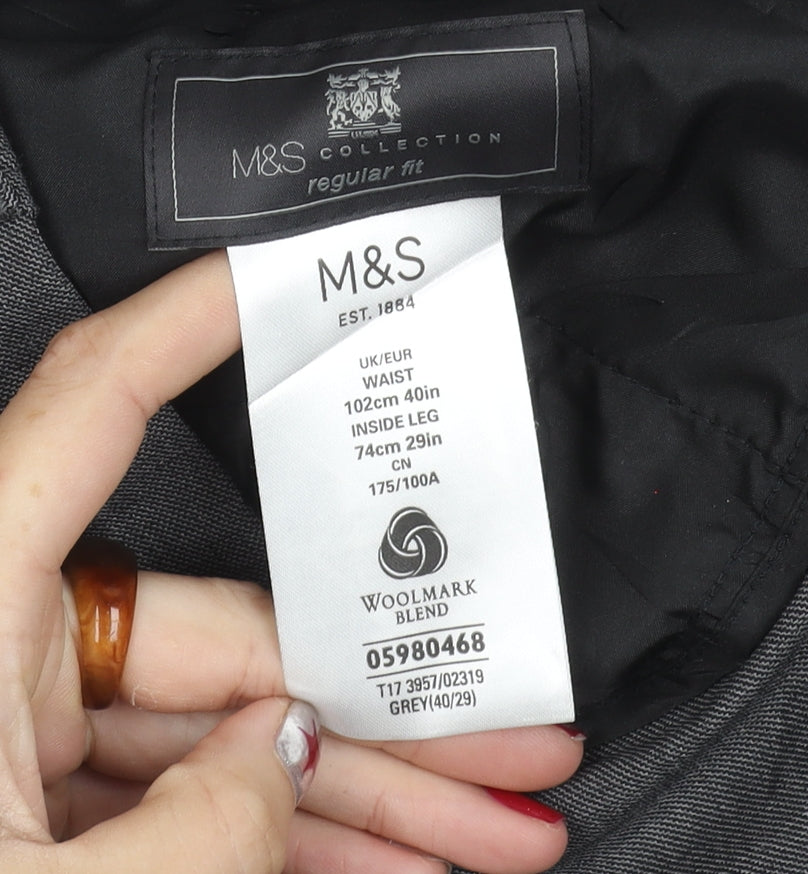 M&S COLLECTION
regular fit
M&S
EST. 1884
UK/EUR
WAIST
102cm 40in
INSIDE LEG
74cm 29in
CN
175/100A
WOOLMARK
BLEND
05980468
T17 3957/02319
GREY(40/29)